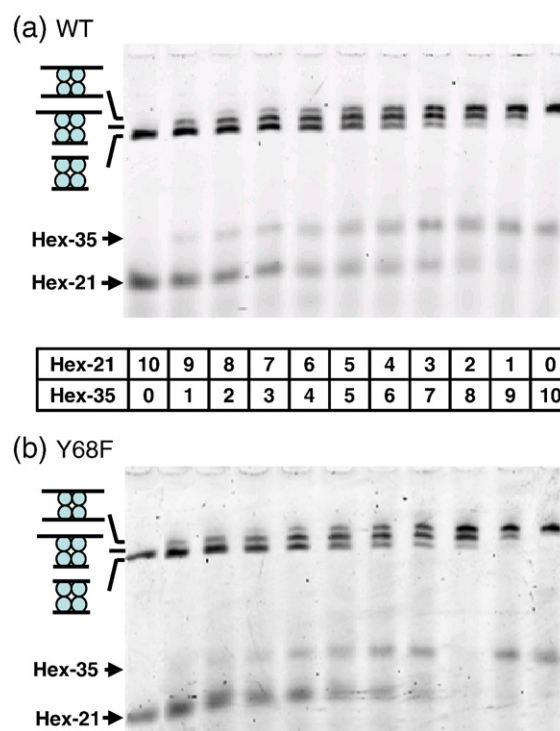 (a) WT
Hex-35
Hex-21
Hex-21 10 9 8 7 6 5 4 3 2 1 0
Hex-35 0 1 2 3 4 5 6 7 8 9 10
(b) Y68F
Hex-35
Hex-21